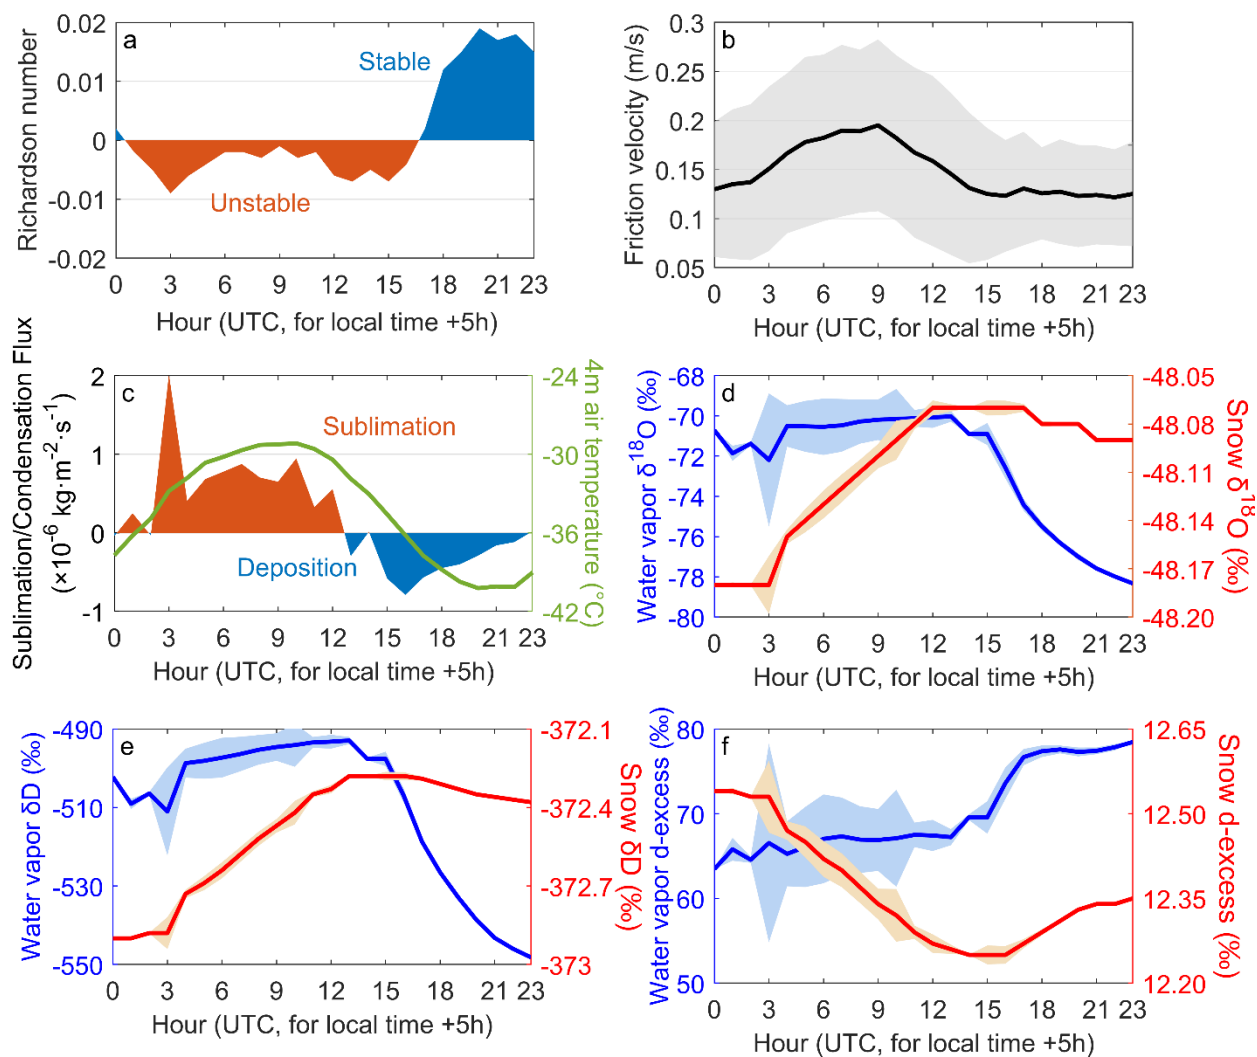 a
Richardson number
0.02
0.01
0
-0.01
-0.02
Stable
Unstable
0 3 6 9 12 15 18 21 23
Hour (UTC, for local time +5h)
b
Friction velocity (m/s)
0.3
0.25
0.2
0.15
0.1
0.05
0 3 6 9 12 15 18 21 23
Hour (UTC, for local time +5h)
c
Sublimation/Condensation Flux
(×10⁻⁶ kg·m⁻²·s⁻¹)
2
1
0
-1
Sublimation
Deposition
-24
-30
-36
-42
4m air temperature (°C)
0 3 6 9 12 15 18 21 23
Hour (UTC, for local time +5h)
d
Water vapor δ¹⁸O (‰)
-68
-70
-72
-74
-76
-78
-80
-48.05
-48.08
-48.11
-48.14
-48.17
-48.20
Snow δ¹⁸O (‰)
0 3 6 9 12 15 18 21 23
Hour (UTC, for local time +5h)
e
Water vapor δD (‰)
-490
-510
-530
-550
-372.1
-372.4
-372.7
-373
Snow δD (‰)
0 3 6 9 12 15 18 21 23
Hour (UTC, for local time +5h)
f
Water vapor d-excess (‰)
80
70
60
50
12.65
12.50
12.35
12.20
Snow d-excess (‰)
0 3 6 9 12 15 18 21 23
Hour (UTC, for local time +5h)